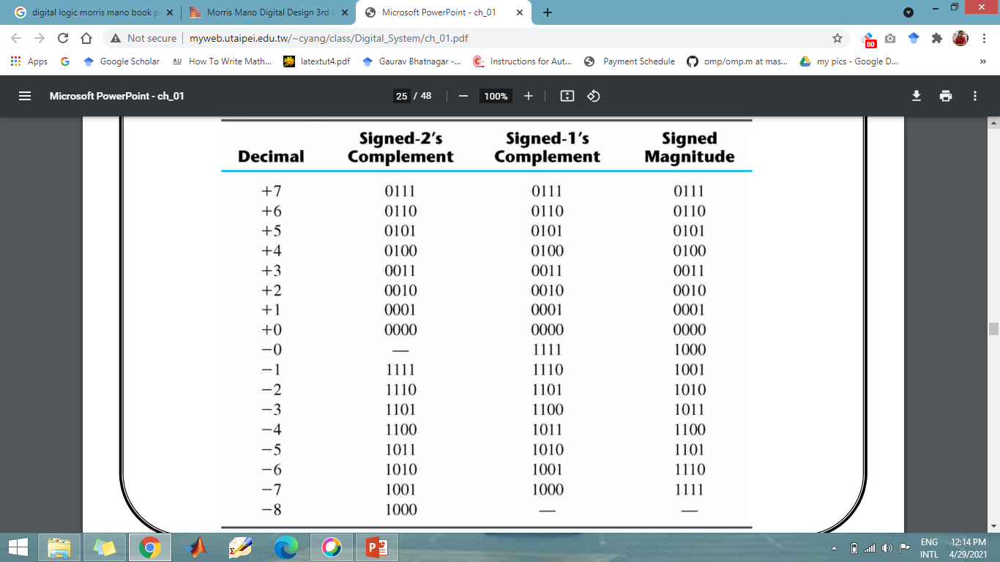 digital logic morris mano book p
Morris Mano Digital Design 3rd E
Microsoft PowerPoint - ch_01
Not secure
myweb.utaipei.edu.tw/~cyang/class/Digital_System/ch_01.pdf
80
Apps
Google Scholar
AU How To Write Math...
latextut4.pdf
Gaurav Bhatnagar -...
Instructions for Aut...
Payment Schedule
omp/omp.m at mas...
my pics - Google D...
»
Microsoft PowerPoint - ch_01
25 / 48
100%
Decimal Signed-2's Complement Signed-1's Complement Signed Magnitude
+7 0111 0111 0111
+6 0110 0110 0110
+5 0101 0101 0101
+4 0100 0100 0100
+3 0011 0011 0011
+2 0010 0010 0010
+1 0001 0001 0001
+0 0000 0000 0000
−0 — 1111 1000
−1 1111 1110 1001
−2 1110 1101 1010
−3 1101 1100 1011
−4 1100 1011 1100
−5 1011 1010 1101
−6 1010 1001 1110
−7 1001 1000 1111
−8 1000 — —
ENG 12:14 PM
INTL 4/29/2021